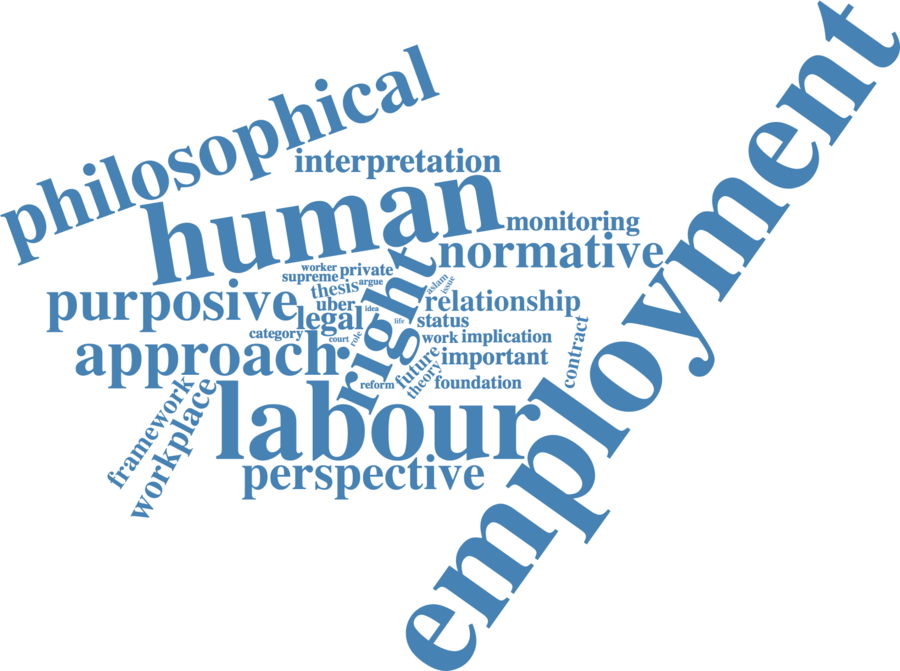 employment
philosophical
interpretation
human
monitoring
normative
worker
private
supreme
argue
thesis
aslam
issue
purposive
uber
idea
right
relationship
legal
life
status
category
court
role
work
implication
contract
approach
future
important
theory
reform
foundation
framework
workplace
labour
perspective